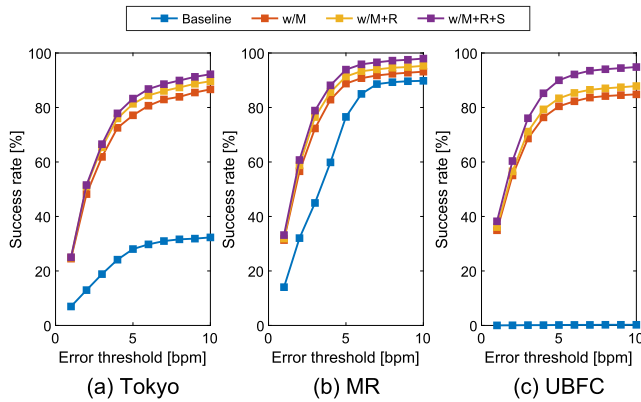 Baseline w/M w/M+R w/M+R+S
100
80
60
40
20
0
0 5 10
Success rate [%]
Error threshold [bpm]
(a) Tokyo
100
80
60
40
20
0
0 5 10
Success rate [%]
Error threshold [bpm]
(b) MR
100
80
60
40
20
0
0 5 10
Success rate [%]
Error threshold [bpm]
(c) UBFC